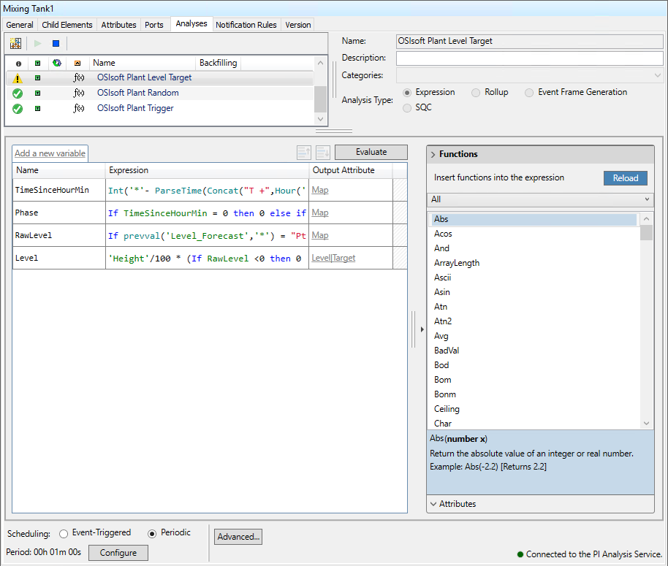 Mixing Tank1
General Child Elements Attributes Ports Analyses Notification Rules Version
Name Backfilling
OSIsoft Plant Level Target
OSIsoft Plant Random
OSIsoft Plant Trigger
Name: OSIsoft Plant Level Target
Description:
Categories:
Analysis Type: Expression Rollup Event Frame Generation
SQC
Add a new variable
Evaluate
Name Expression Output Attribute
TimeSinceHourMin Int('*'- ParseTime(Concat("T +",Hour(' Map
Phase If TimeSinceHourMin = 0 then 0 else if Map
RawLevel If prevval('Level_Forecast','*') = "Pt Map
Level 'Height'/100 * (If RawLevel <0 then 0 Level|Target
Functions
Insert functions into the expression Reload
All
Abs
Acos
And
ArrayLength
Ascii
Asin
Atn
Atn2
Avg
BadVal
Bod
Bom
Bonm
Ceiling
Char
Abs(number x)
Return the absolute value of an integer or real number.
Example: Abs(-2.2) [Returns 2.2]
Attributes
Scheduling: Event-Triggered Periodic
Advanced...
Period: 00h 01m 00s Configure
Connected to the PI Analysis Service.